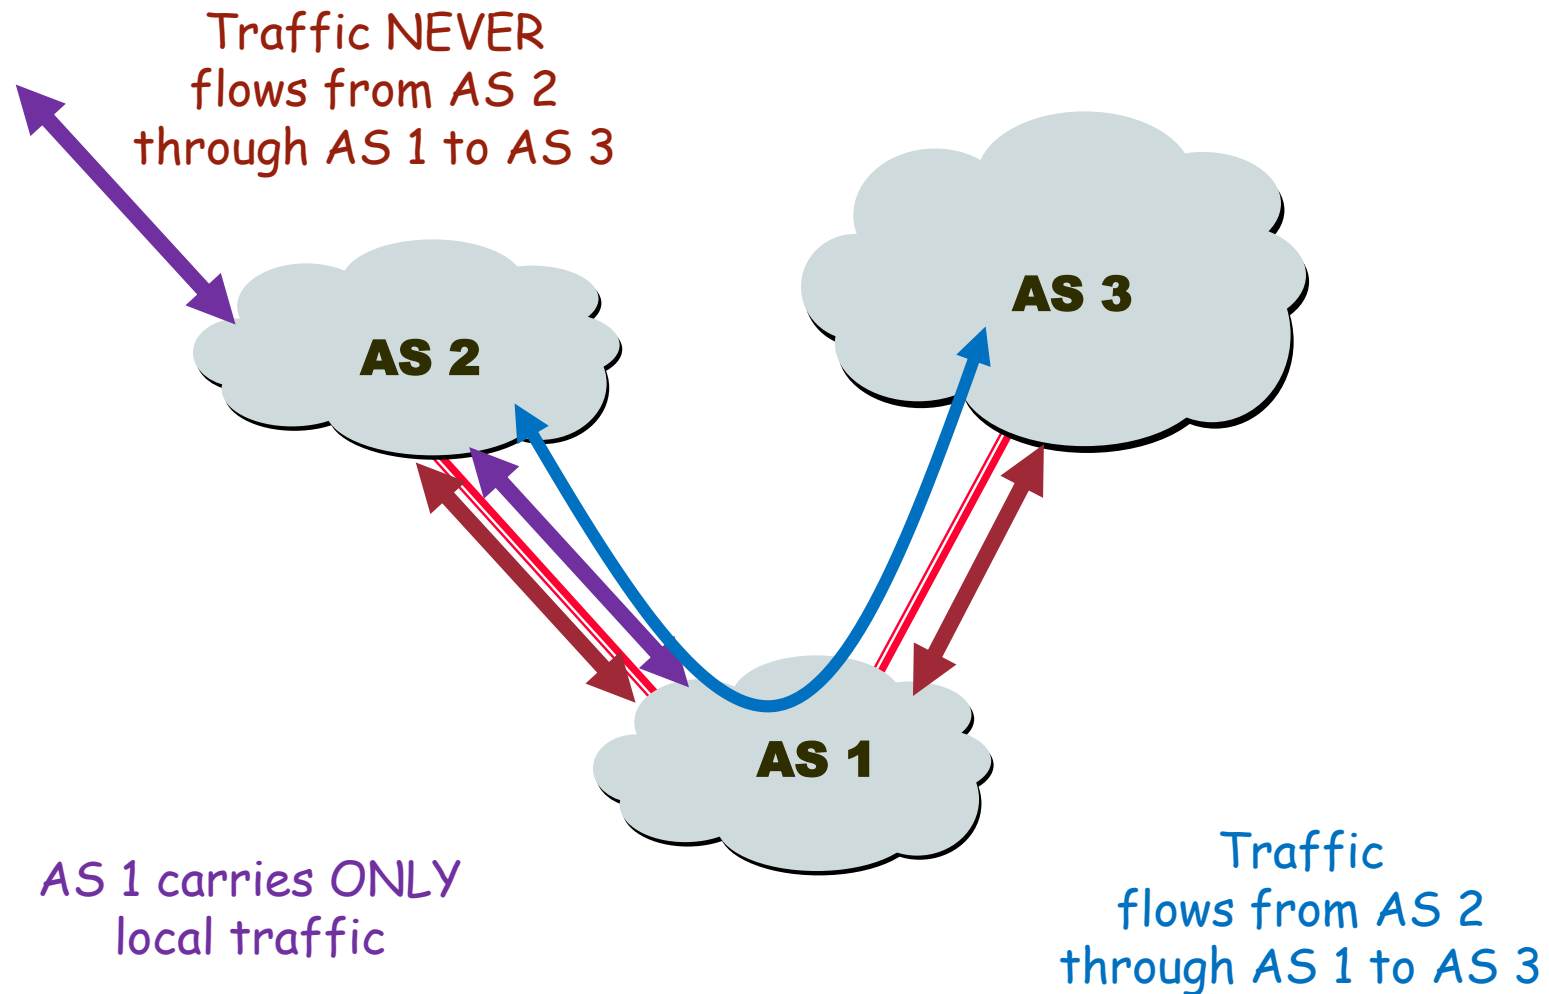 Traffic NEVER
flows from AS 2
through AS 1 to AS 3
AS 3
AS 2
AS 1
AS 1 carries ONLY
local traffic
Traffic
flows from AS 2
through AS 1 to AS 3